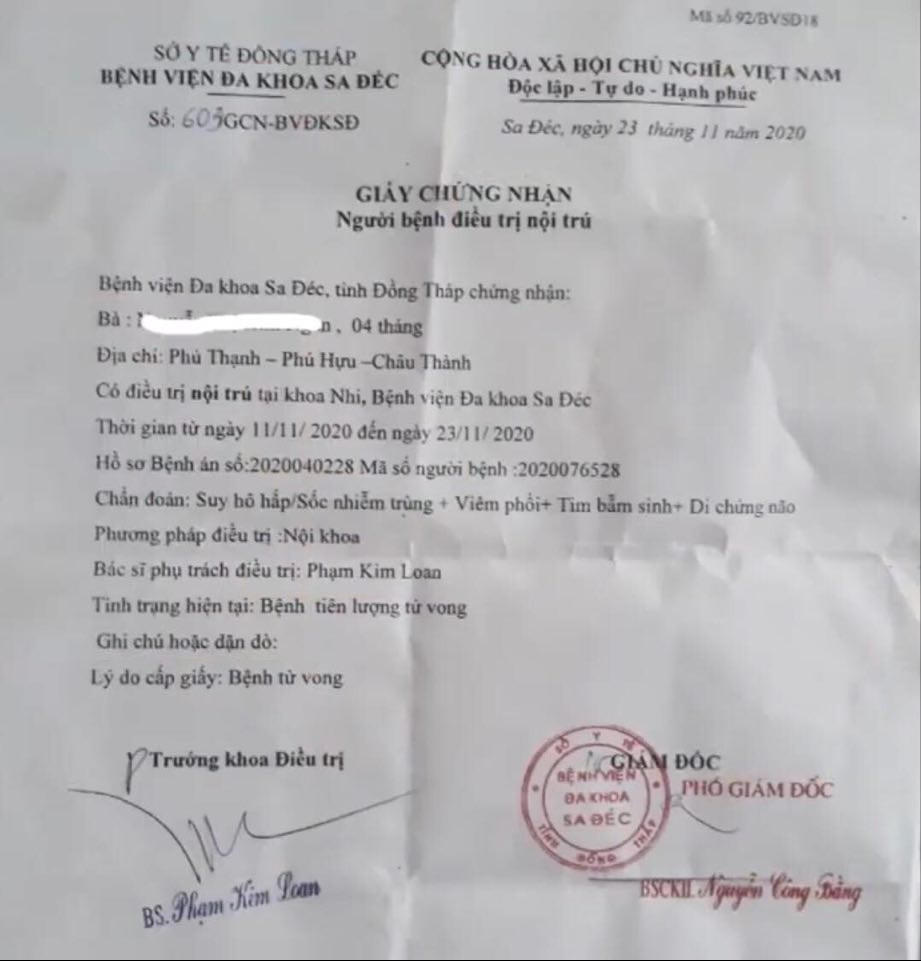 Mã số 92/BVSD18
SỞ Y TẾ ĐỒNG THÁP
BỆNH VIỆN ĐA KHOA SA ĐÉC
Số: 609GCN-BVĐKSĐ
CỘNG HÒA XÃ HỘI CHỦ NGHĨA VIỆT NAM
Độc lập - Tự do - Hạnh phúc
Sa Đéc, ngày 23 tháng 11 năm 2020
GIẤY CHỨNG NHẬN
Người bệnh điều trị nội trú
Bệnh viện Đa khoa Sa Đéc, tỉnh Đồng Tháp chứng nhận:
Bà : , 04 tháng
Địa chỉ: Phú Thạnh – Phú Hựu –Châu Thành
Có điều trị nội trú tại khoa Nhi, Bệnh viện Đa khoa Sa Đéc
Thời gian từ ngày 11/11/ 2020 đến ngày 23/11/ 2020
Hồ sơ Bệnh án số:2020040228 Mã số người bệnh :2020076528
Chẩn đoán: Suy hô hấp/Sốc nhiễm trùng + Viêm phổi+ Tim bẩm sinh+ Di chứng não
Phương pháp điều trị :Nội khoa
Bác sĩ phụ trách điều trị: Phạm Kim Loan
Tình trạng hiện tại: Bệnh tiên lượng tử vong
Ghi chú hoặc dặn dò:
Lý do cấp giấy: Bệnh tử vong
Trưởng khoa Điều trị
BS. Phạm Kim Loan
GIÁM ĐỐC
PHÓ GIÁM ĐỐC
SỞ Y TẾ
BỆNH VIỆN
ĐA KHOA
SA ĐÉC
TỈNH ĐỒNG THÁP
BSCKII. Nguyễn Công Bằng